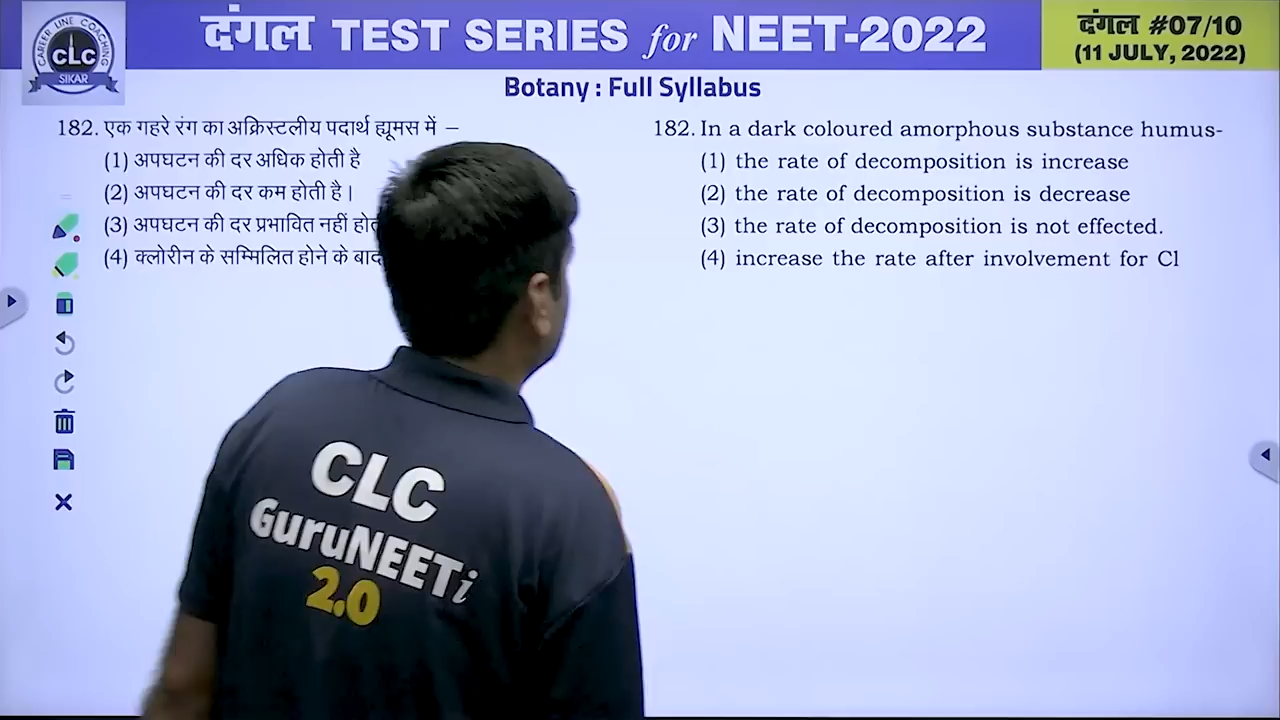 CAREER LINE COACHING
CLC
SIKAR
दंगल TEST SERIES for NEET-2022
दंगल #07/10
(11 JULY, 2022)
Botany : Full Syllabus
182. एक गहरे रंग का अक्रिस्टलीय पदार्थ ह्यूमस में –
(1) अपघटन की दर अधिक होती है
(2) अपघटन की दर कम होती है।
(3) अपघटन की दर प्रभावित नहीं
(4) क्लोरीन के सम्मिलित होने के बाद
182. In a dark coloured amorphous substance humus-
(1) the rate of decomposition is increase
(2) the rate of decomposition is decrease
(3) the rate of decomposition is not effected.
(4) increase the rate after involvement for Cl
CLC
GuruNEETi
2.0